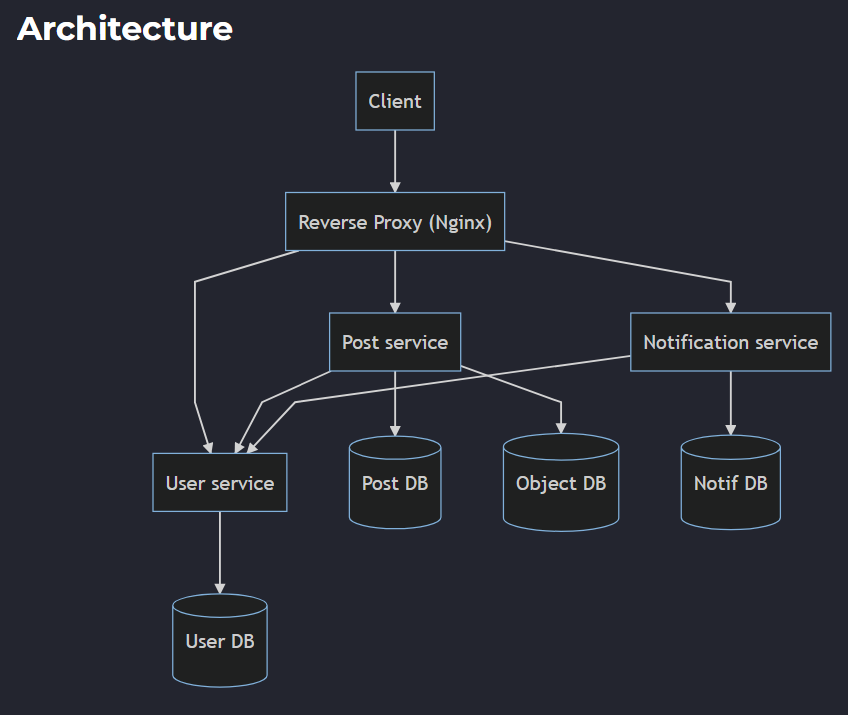 Architecture
Client
Reverse Proxy (Nginx)
Post service
Notification service
User service
Post DB
Object DB
Notif DB
User DB